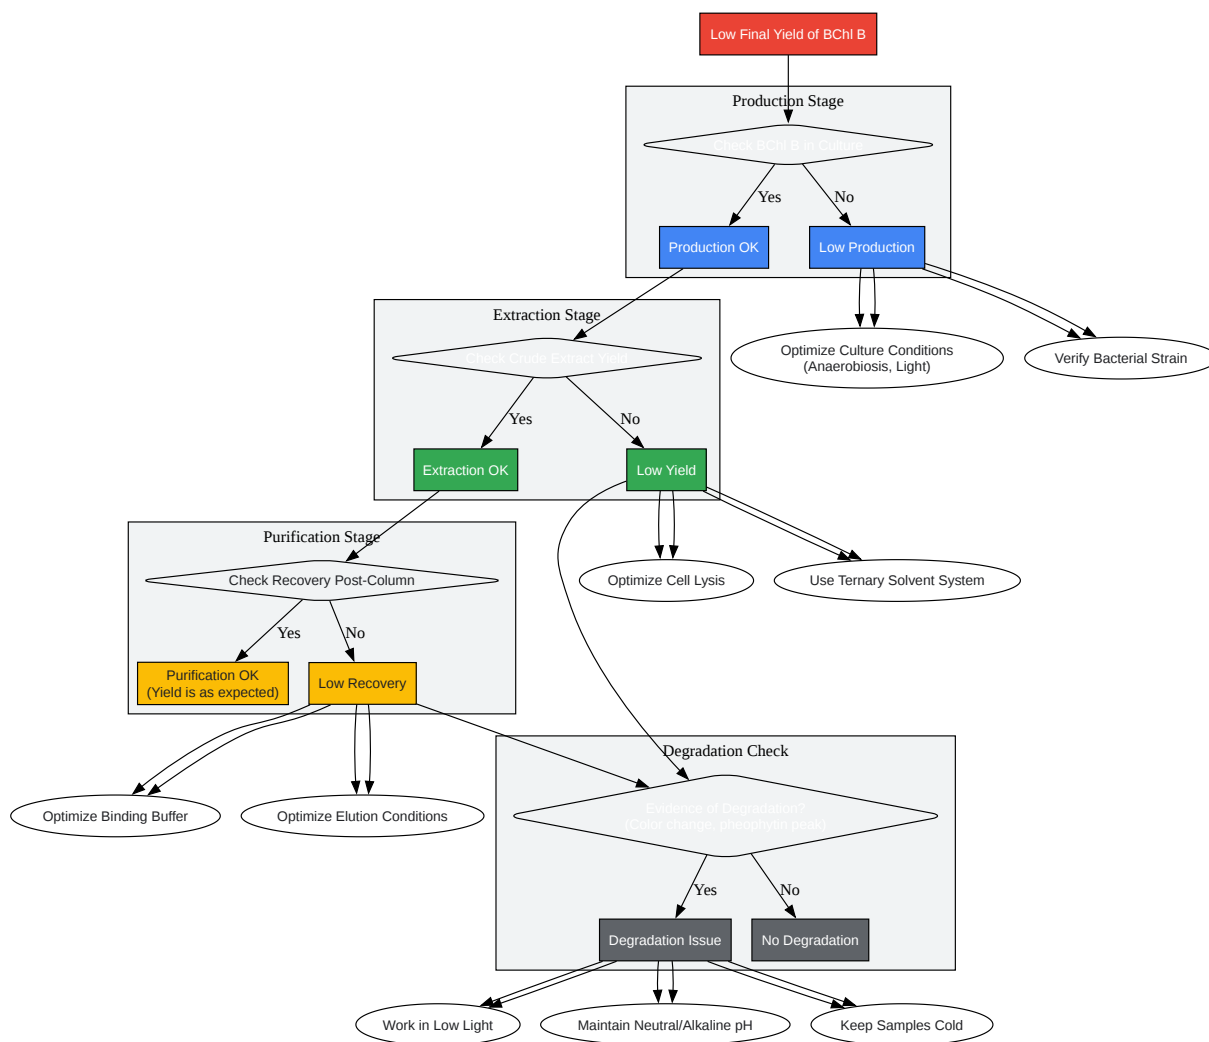 Low Final Yield of BChl B
Production Stage
Check BChl B in Culture
Yes
No
Production OK
Low Production
Extraction Stage
Check Crude Extract Yield
Optimize Culture Conditions
(Anaerobiosis, Light)
Verify Bacterial Strain
Yes
No
Extraction OK
Low Yield
Purification Stage
Check Recovery Post-Column
Optimize Cell Lysis
Use Ternary Solvent System
Yes
No
Purification OK
(Yield is as expected)
Low Recovery
Degradation Check
Optimize Binding Buffer
Optimize Elution Conditions
Evidence of Degradation?
(Color change, pheophytin peak)
Yes
No
Degradation Issue
No Degradation
Work in Low Light
Maintain Neutral/Alkaline pH
Keep Samples Cold